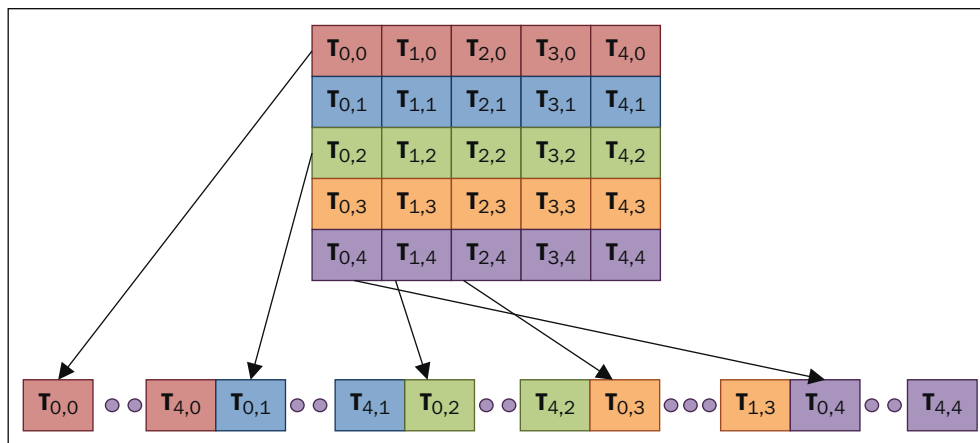 T0,0 T1,0 T2,0 T3,0 T4,0
T0,1 T1,1 T2,1 T3,1 T4,1
T0,2 T1,2 T2,2 T3,2 T4,2
T0,3 T1,3 T2,3 T3,3 T4,3
T0,4 T1,4 T2,4 T3,4 T4,4
T0,0 T4,0 T0,1 T4,1 T0,2 T4,2 T0,3 T1,3 T0,4 T4,4